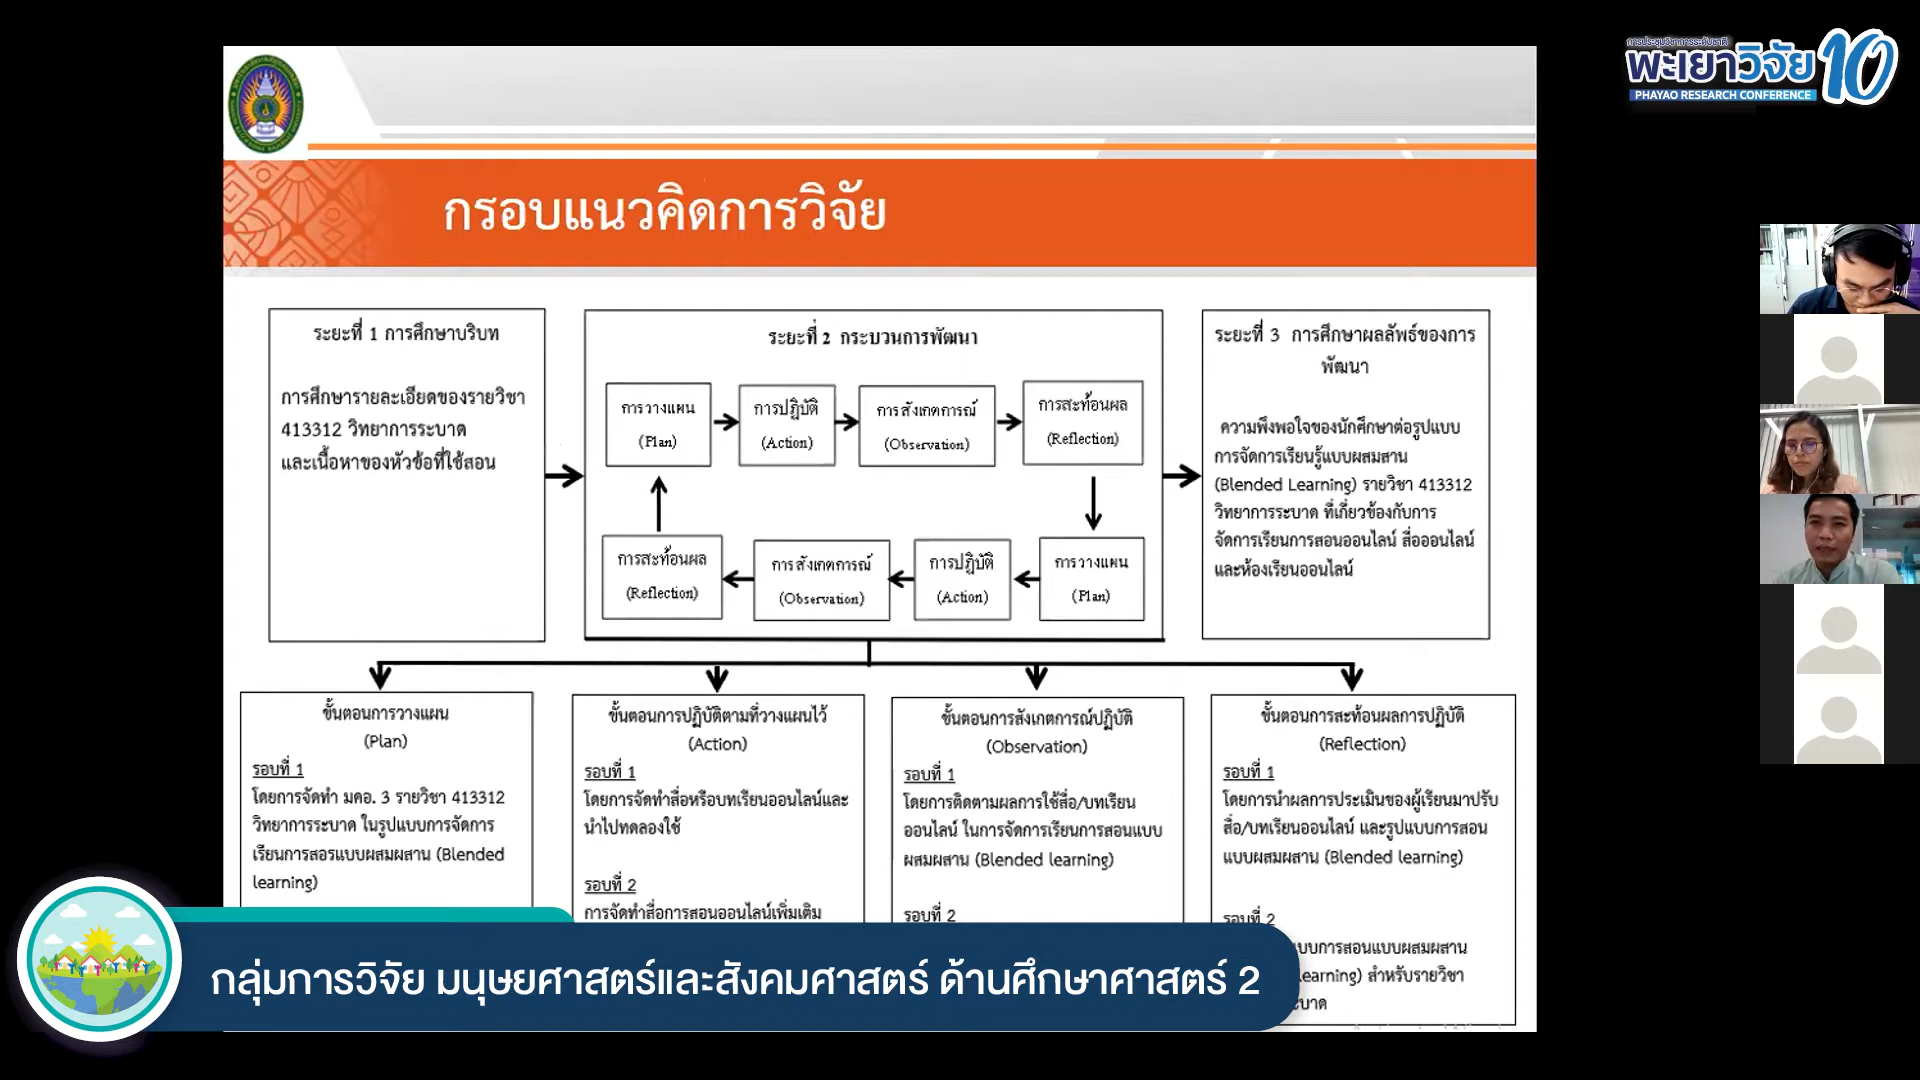 การประชุมวิชาการระดับชาติ
พะเยาวิจัย 10
PHAYAO RESEARCH CONFERENCE
กรอบแนวคิดการวิจัย
ระยะที่ 1 การศึกษาบริบท
การศึกษารายละเอียดของรายวิชา
413312 วิทยาการระบาด
และเนื้อหาของหัวข้อที่ใช้สอน
ระยะที่ 2 กระบวนการพัฒนา
การวางแผน
(Plan)
การปฏิบัติ
(Action)
การสังเกตการณ์
(Observation)
การสะท้อนผล
(Reflection)
การสะท้อนผล
(Reflection)
การสังเกตการณ์
(Observation)
การปฏิบัติ
(Action)
การวางแผน
(Plan)
ระยะที่ 3 การศึกษาผลลัพธ์ของการ
พัฒนา
ความพึงพอใจของนักศึกษาต่อรูปแบบ
การจัดการเรียนรู้แบบผสมสาน
(Blended Learning) รายวิชา 413312
วิทยาการระบาด ที่เกี่ยวข้องกับการ
จัดการเรียนการสอนออนไลน์ สื่อออนไลน์
และห้องเรียนออนไลน์
ขั้นตอนการวางแผน
(Plan)
รอบที่ 1
โดยการจัดทำ มคอ. 3 รายวิชา 413312
วิทยาการระบาด ในรูปแบบการจัดการ
เรียนการสอรแบบผสมผสาน (Blended
learning)
ขั้นตอนการปฏิบัติตามที่วางแผนไว้
(Action)
รอบที่ 1
โดยการจัดทำสื่อหรือบทเรียนออนไลน์และ
นำไปทดลองใช้
รอบที่ 2
การจัดทำสื่อการสอนออนไลน์เพิ่มเติม
ขั้นตอนการสังเกตการณ์ปฏิบัติ
(Observation)
รอบที่ 1
โดยการติดตามผลการใช้สื่อ/บทเรียน
ออนไลน์ ในการจัดการเรียนการสอนแบบ
ผสมผสาน (Blended learning)
รอบที่ 2
ขั้นตอนการสะท้อนผลการปฏิบัติ
(Reflection)
รอบที่ 1
โดยการนำผลการประเมินของผู้เรียนมาปรับ
สื่อ/บทเรียนออนไลน์ และรูปแบบการสอน
แบบผสมผสาน (Blended learning)
รอบที่ 2
แบบการสอนแบบผสมผสาน
learning) สำหรับรายวิชา
ระบาด
กลุ่มการวิจัย มนุษยศาสตร์และสังคมศาสตร์ ด้านศึกษาศาสตร์ 2